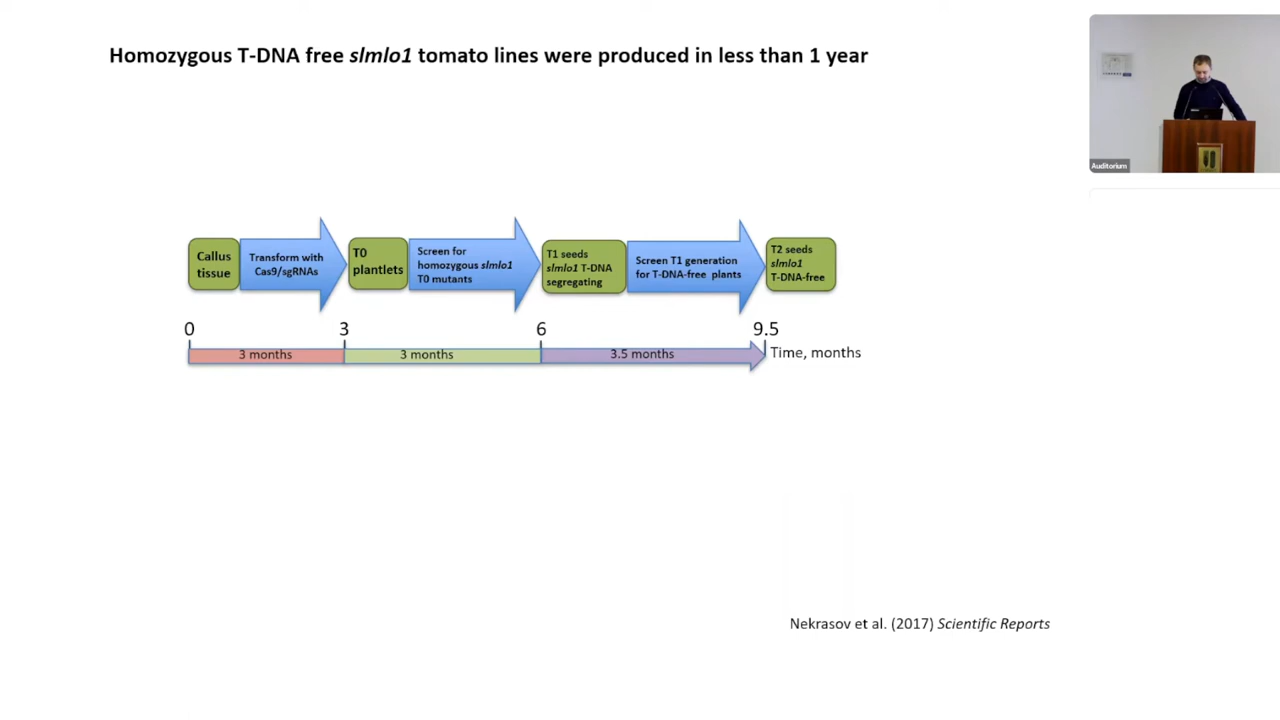 Homozygous T-DNA free slmlo1 tomato lines were produced in less than 1 year
Auditorium
Callus
tissue
Transform with
Cas9/sgRNAs
T0
plantlets
Screen for
homozygous slmlo1
T0 mutants
T1 seeds
slmlo1 T-DNA
segregating
Screen T1 generation
for T-DNA-free plants
T2 seeds
slmlo1
T-DNA-free
0
3
6
9.5
3 months
3 months
3.5 months
Time, months
Nekrasov et al. (2017) Scientific Reports